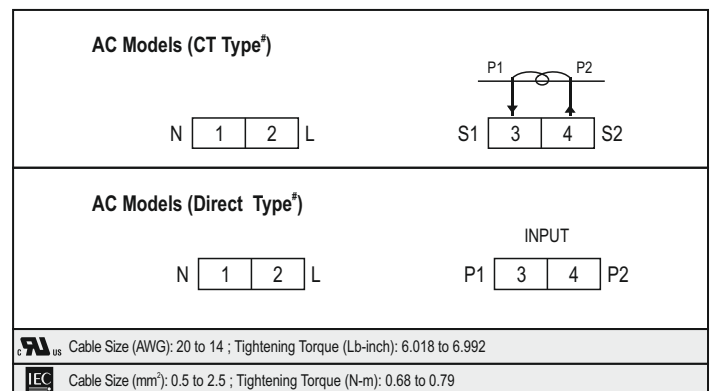 AC Models (CT Type#)
P1 P2
N 1 2 L S1 3 4 S2
AC Models (Direct Type#)
INPUT
N 1 2 L P1 3 4 P2
c RU US Cable Size (AWG): 20 to 14 ; Tightening Torque (Lb-inch): 6.018 to 6.992
IEC Cable Size (mm²): 0.5 to 2.5 ; Tightening Torque (N-m): 0.68 to 0.79